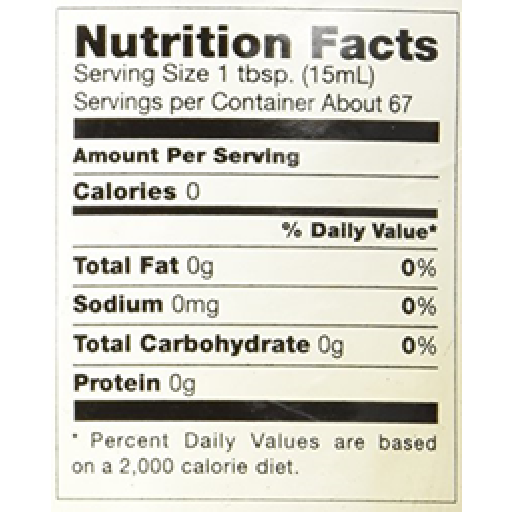 Nutrition Facts
Serving Size 1 tbsp. (15mL)
Servings per Container About 67
Amount Per Serving
Calories 0
% Daily Value*
Total Fat 0g 0%
Sodium 0mg 0%
Total Carbohydrate 0g 0%
Protein 0g
* Percent Daily Values are based
on a 2,000 calorie diet.